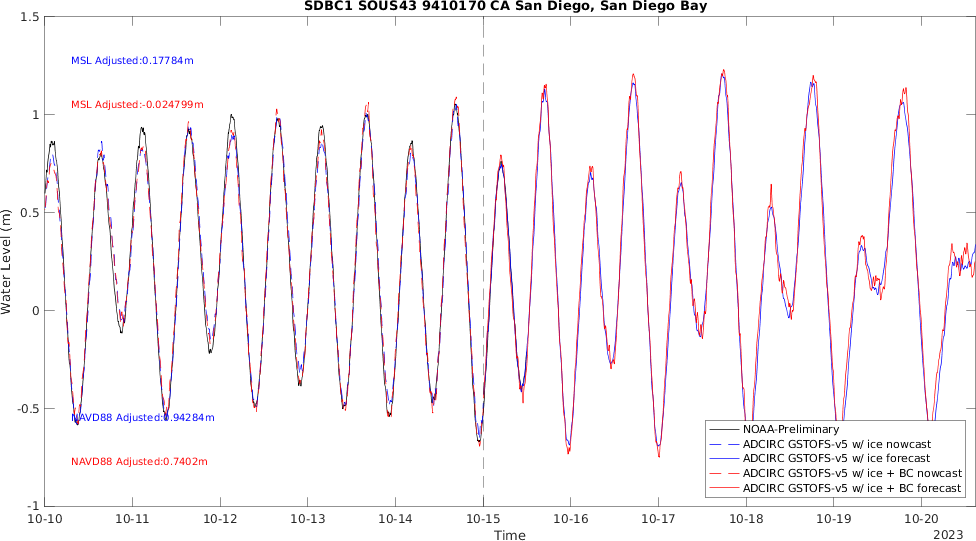 SDBC1 SOUS43 9410170 CA San Diego, San Diego Bay
1.5
MSL Adjusted:0.17784m
MSL Adjusted:-0.024799m
1
0.5
Water Level (m)
0
-0.5
NAVD88 Adjusted:0.94284m
NAVD88 Adjusted:0.7402m
NOAA-Preliminary
ADCIRC GSTOFS-v5 w/ ice nowcast
ADCIRC GSTOFS-v5 w/ ice forecast
ADCIRC GSTOFS-v5 w/ ice + BC nowcast
ADCIRC GSTOFS-v5 w/ ice + BC forecast
-1
10-10 10-11 10-12 10-13 10-14 10-15 10-16 10-17 10-18 10-19 10-20
Time
2023